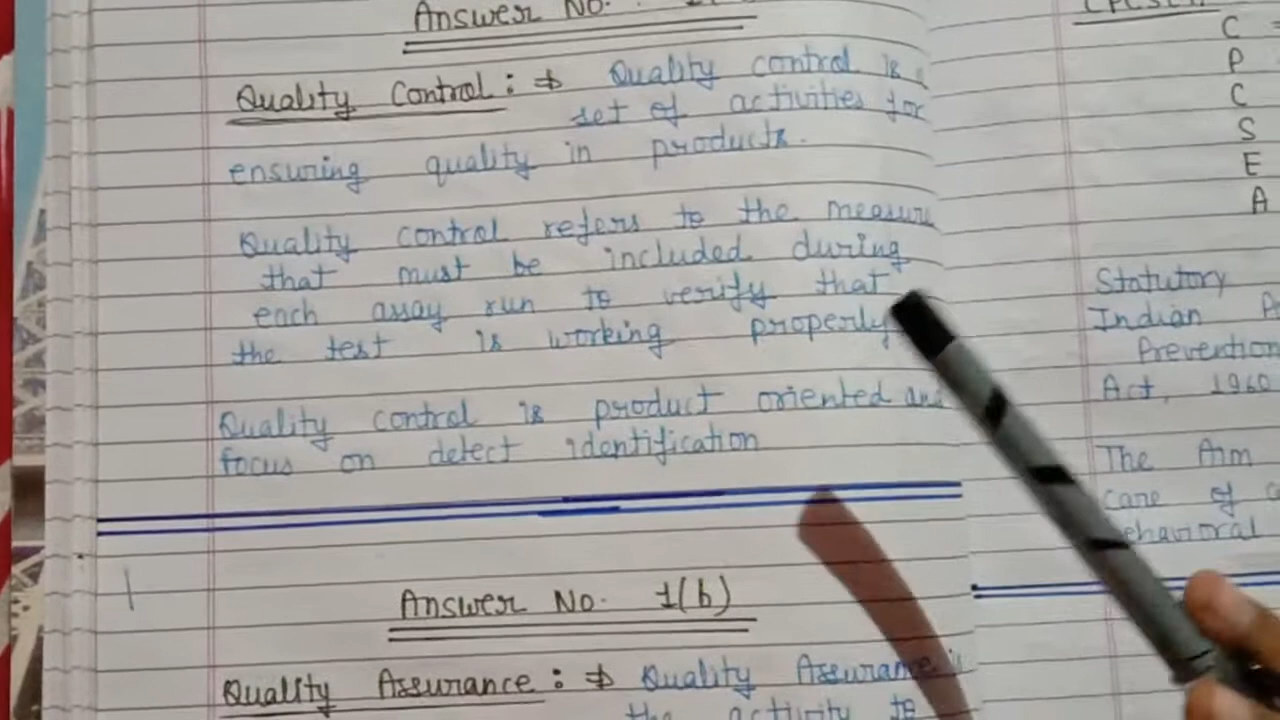 Answer No.
Quality Control : ⇒ Quality control is
set of activities for
ensuring quality in products.
Quality control refers to the measure
that must be included during
each assay run to verify that
the test is working properly
Quality control is product oriented and
focus on detect identification
Answer No. 1(b)
Quality Assurance : ⇒ Quality Assurance
the activity to
CPCSEA
C =
P
C
S
E
A
Statutory
Indian
Prevention
Act, 1960
The Aim
care of
behavioral